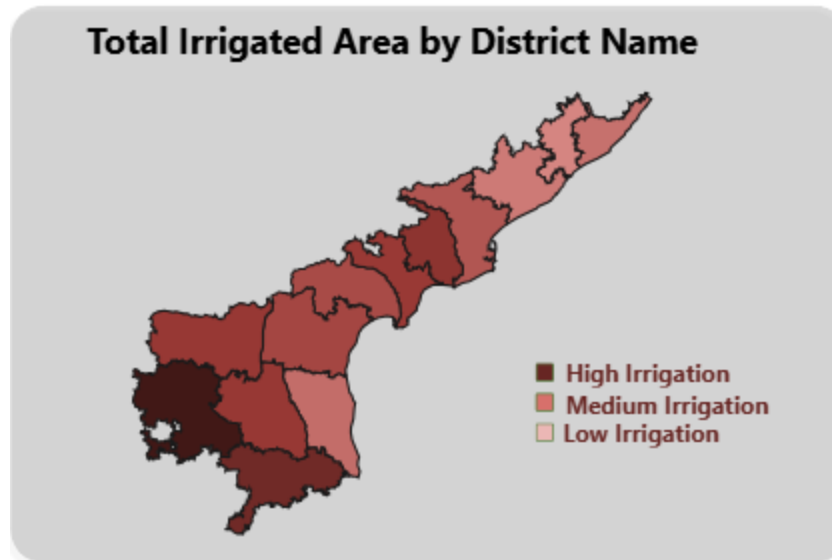 Total Irrigated Area by District Name
High Irrigation
Medium Irrigation
Low Irrigation